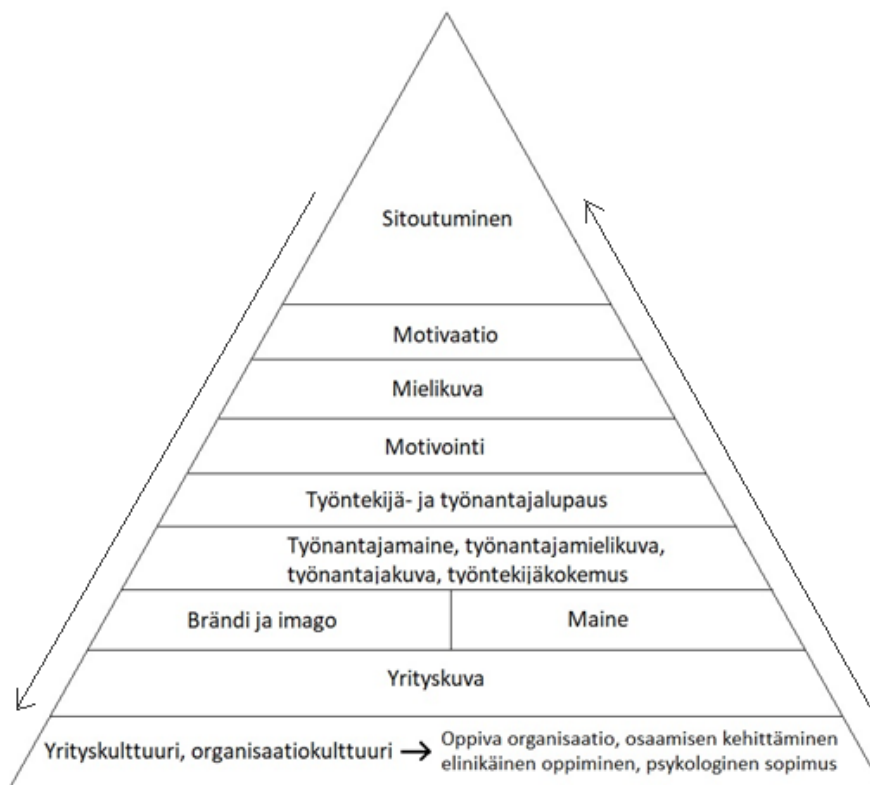 Sitoutuminen
Motivaatio
Mielikuva
Motivointi
Työntekijä- ja työnantajalupaus
Työnantajamaine, työnantajamielikuva,
työnantajakuva, työntekijäkokemus
Brändi ja imago
Maine
Yrityskuva
Yrityskulttuuri, organisaatiokulttuuri → Oppiva organisaatio, osaamisen kehittäminen
elinikäinen oppiminen, psykologinen sopimus